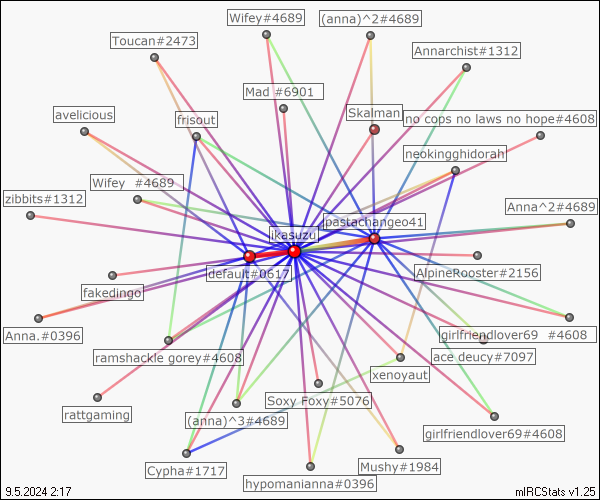 Wifey#4689
(anna)^2#4689
Toucan#2473
Annarchist#1312
Mad #6901
avelicious
frisout
Skalman
no cops no laws no hope#4608
neokingghidorah
Wifey  #4689
zibbits#1312
Anna^2#4689
pastachangeo41
ikasuzu
default#0617
AlpineRooster#2156
fakedingo
Anna.#0396
girlfriendlover69  #4608
ramshackle gorey#4608
ace deucy#7097
xenoyaut
rattgaming
Soxy Foxy#5076
(anna)^3#4689
girlfriendlover69#4608
Cypha#1717
Mushy#1984
hypomanianna#0396
9.5.2024 2:17
mIRCStats v1.25